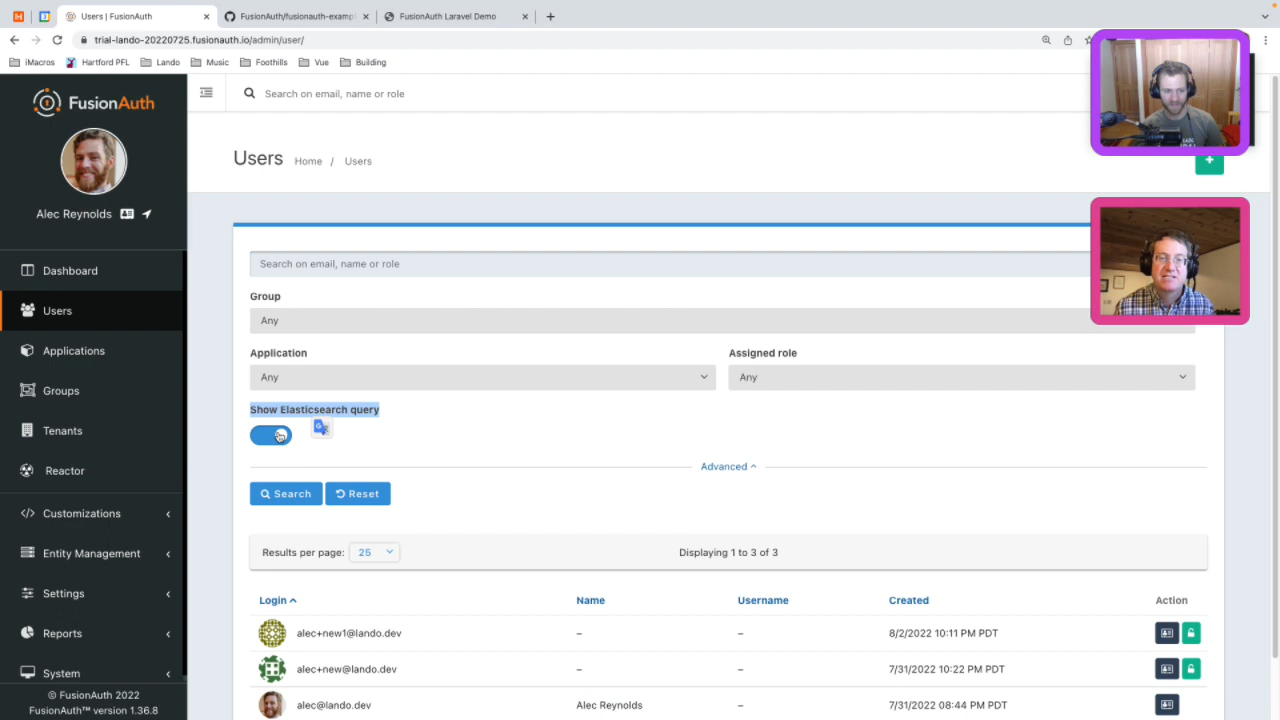 Users | FusionAuth
FusionAuth/fusionauth-examp
FusionAuth Laravel Demo
trial-lando-20220725.fusionauth.io/admin/user/
iMacros
Hartford PFL
Lando
Music
Foothills
Vue
Building
FusionAuth
Search on email, name or role
Alec Reynolds
Dashboard
Users
Applications
Groups
Tenants
Reactor
Customizations
Entity Management
Settings
Reports
System
© FusionAuth 2022
FusionAuth™ version 1.36.8
Users
Home / Users
Search on email, name or role
Group
Any
Application
Assigned role
Any
Any
Show Elasticsearch query
Advanced
Search
Reset
Results per page: 25
Displaying 1 to 3 of 3
Login Name Username Created Action
alec+new1@lando.dev – – 8/2/2022 10:11 PM PDT
alec+new@lando.dev – – 7/31/2022 10:22 PM PDT
alec@lando.dev Alec Reynolds – 7/31/2022 08:44 PM PDT